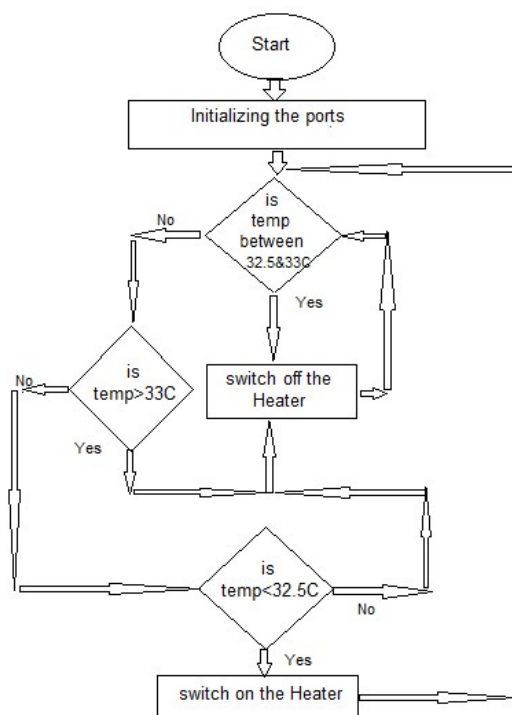 Start
Initializing the ports
is
temp
between
32.5&33C
No
Yes
is
temp>33C
No
Yes
switch off the
Heater
is
temp<32.5C
No
Yes
switch on the Heater